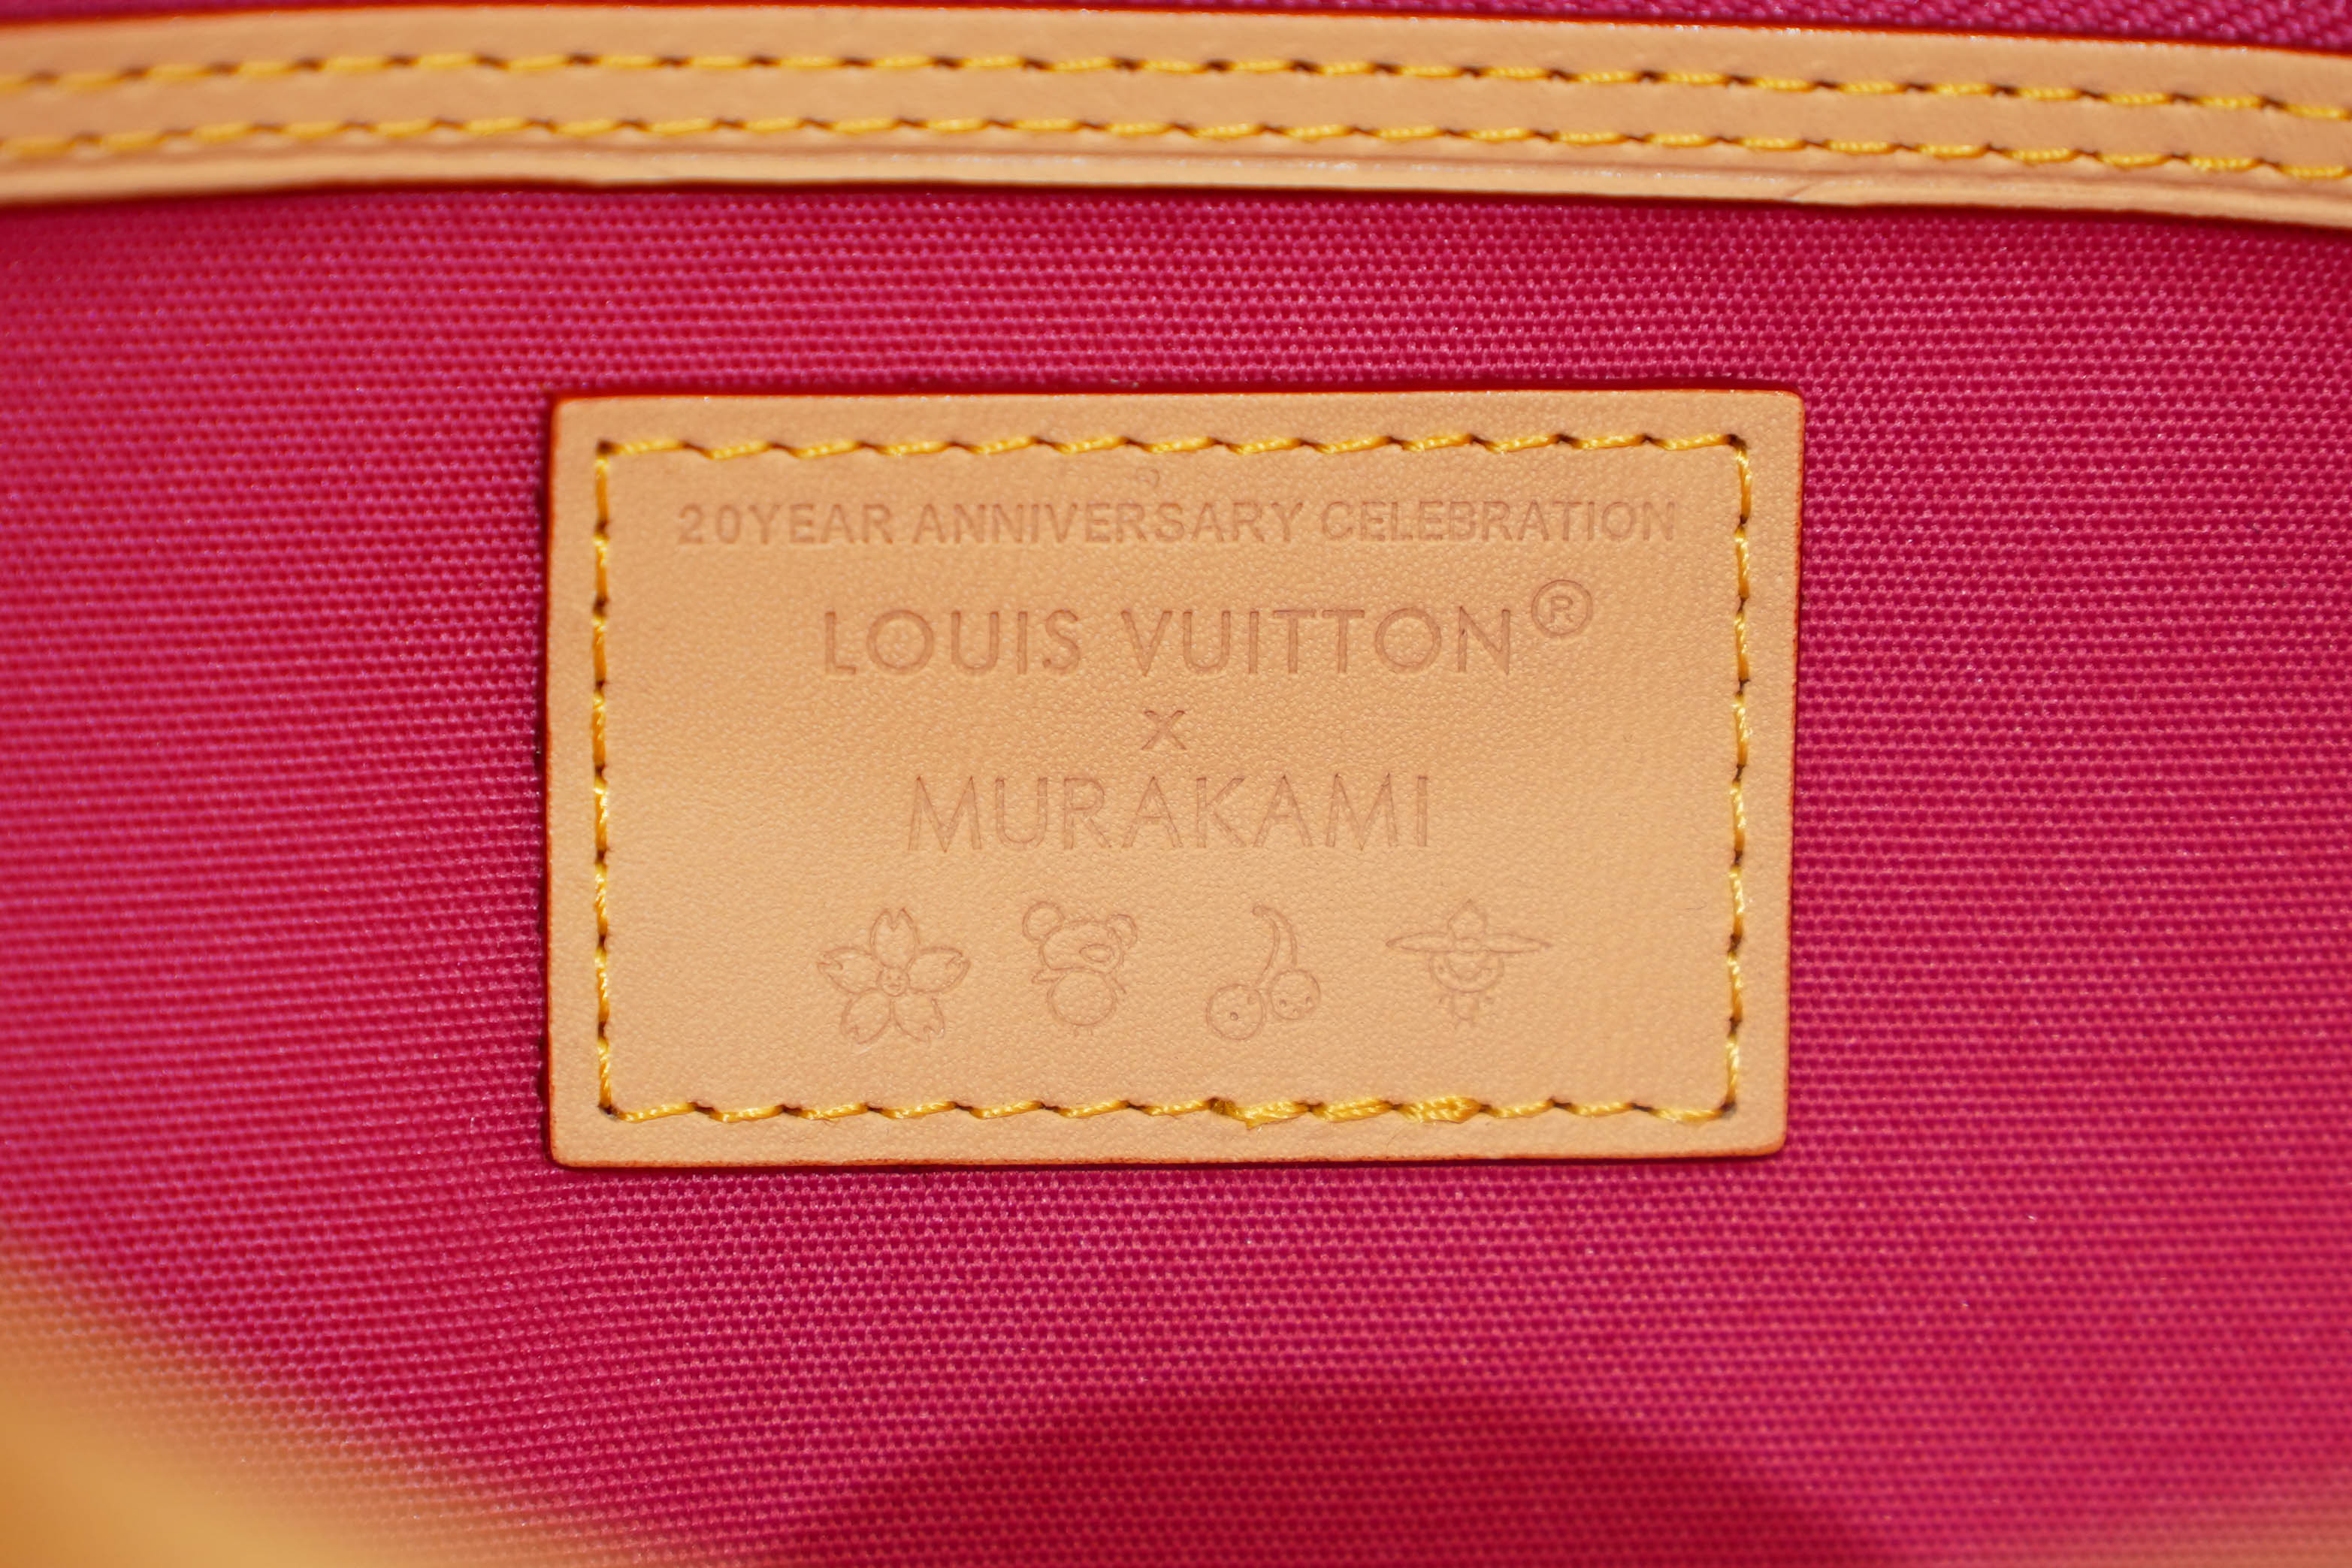 20YEAR ANNIVERSARY CELEBRATION
LOUIS VUITTON®
x
MURAKAMI